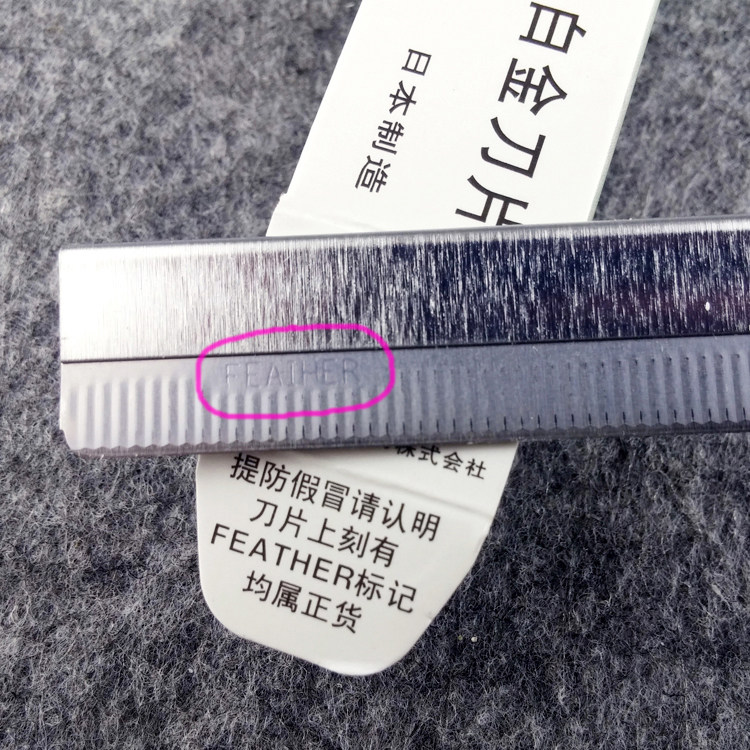 白金刀片
日本制造
FEATHER
株式会社
提防假冒请认明
刀片上刻有
FEATHER标记
均属正货